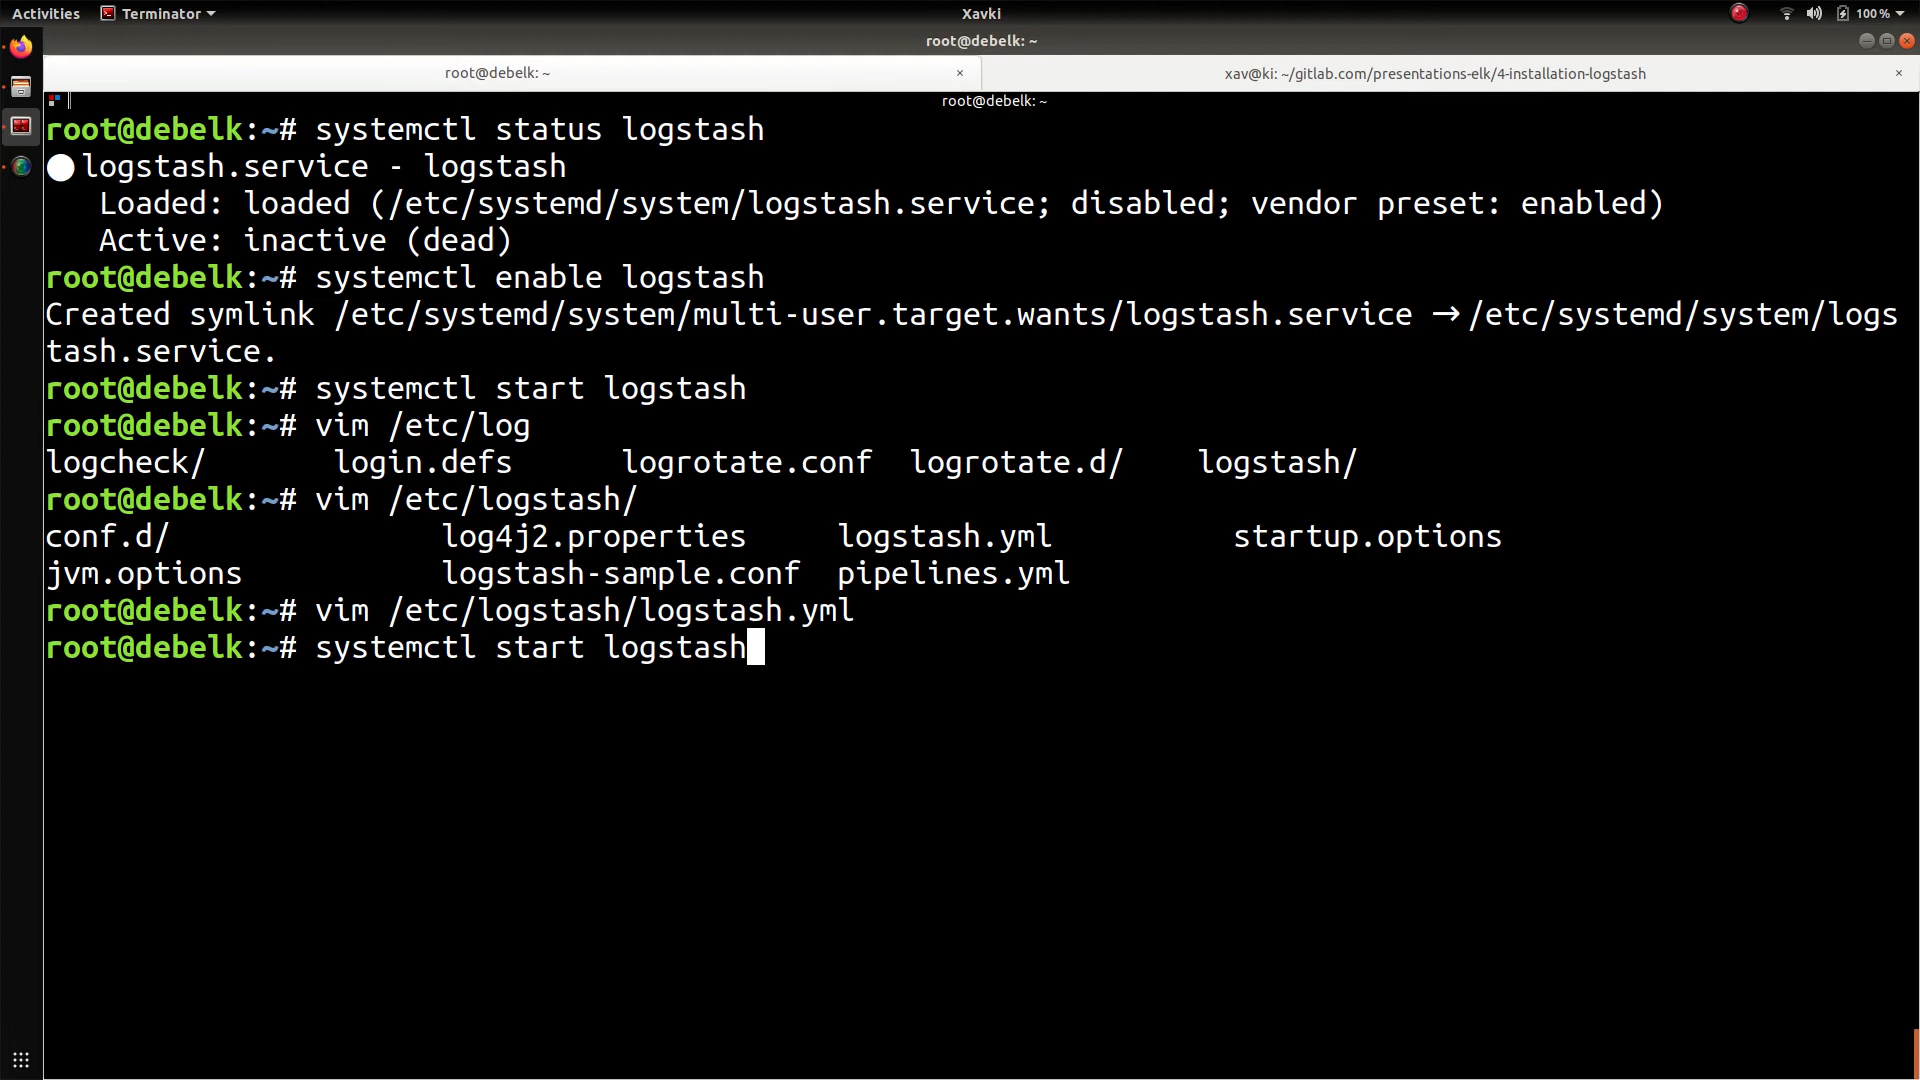 Activities
Terminator
Xavki
100 %
root@debelk: ~
root@debelk: ~
×
xav@ki: ~/gitlab.com/presentations-elk/4-installation-logstash
×
root@debelk: ~
root@debelk:~# systemctl status logstash
●logstash.service - logstash
Loaded: loaded (/etc/systemd/system/logstash.service; disabled; vendor preset: enabled)
Active: inactive (dead)
root@debelk:~# systemctl enable logstash
Created symlink /etc/systemd/system/multi-user.target.wants/logstash.service → /etc/systemd/system/logs
tash.service.
root@debelk:~# systemctl start logstash
root@debelk:~# vim /etc/log
logcheck/ login.defs logrotate.conf logrotate.d/ logstash/
root@debelk:~# vim /etc/logstash/
conf.d/ log4j2.properties logstash.yml startup.options
jvm.options logstash-sample.conf pipelines.yml
root@debelk:~# vim /etc/logstash/logstash.yml
root@debelk:~# systemctl start logstash